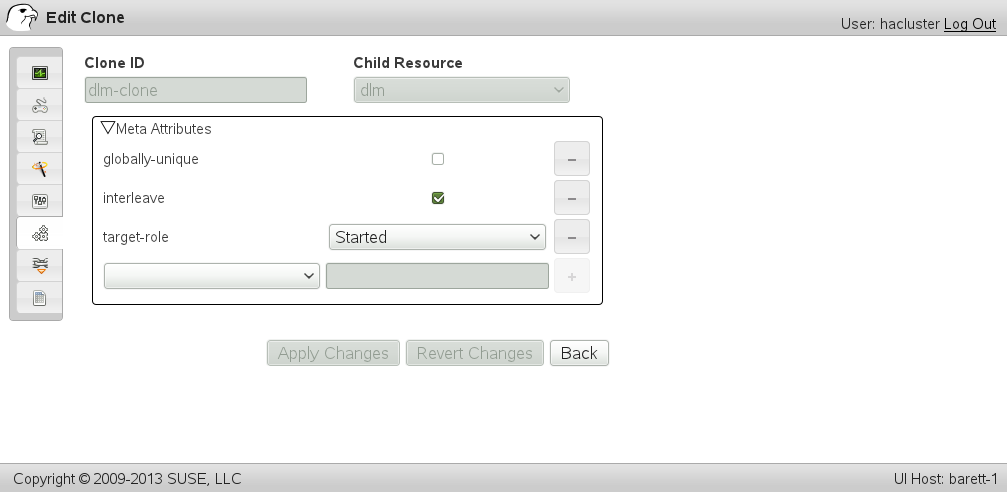 Edit Clone
User: hacluster Log Out
Clone ID
Child Resource
dlm-clone
dlm
Meta Attributes
globally-unique
interleave
target-role
Started
Apply Changes
Revert Changes
Back
Copyright © 2009-2013 SUSE, LLC
UI Host: barett-1